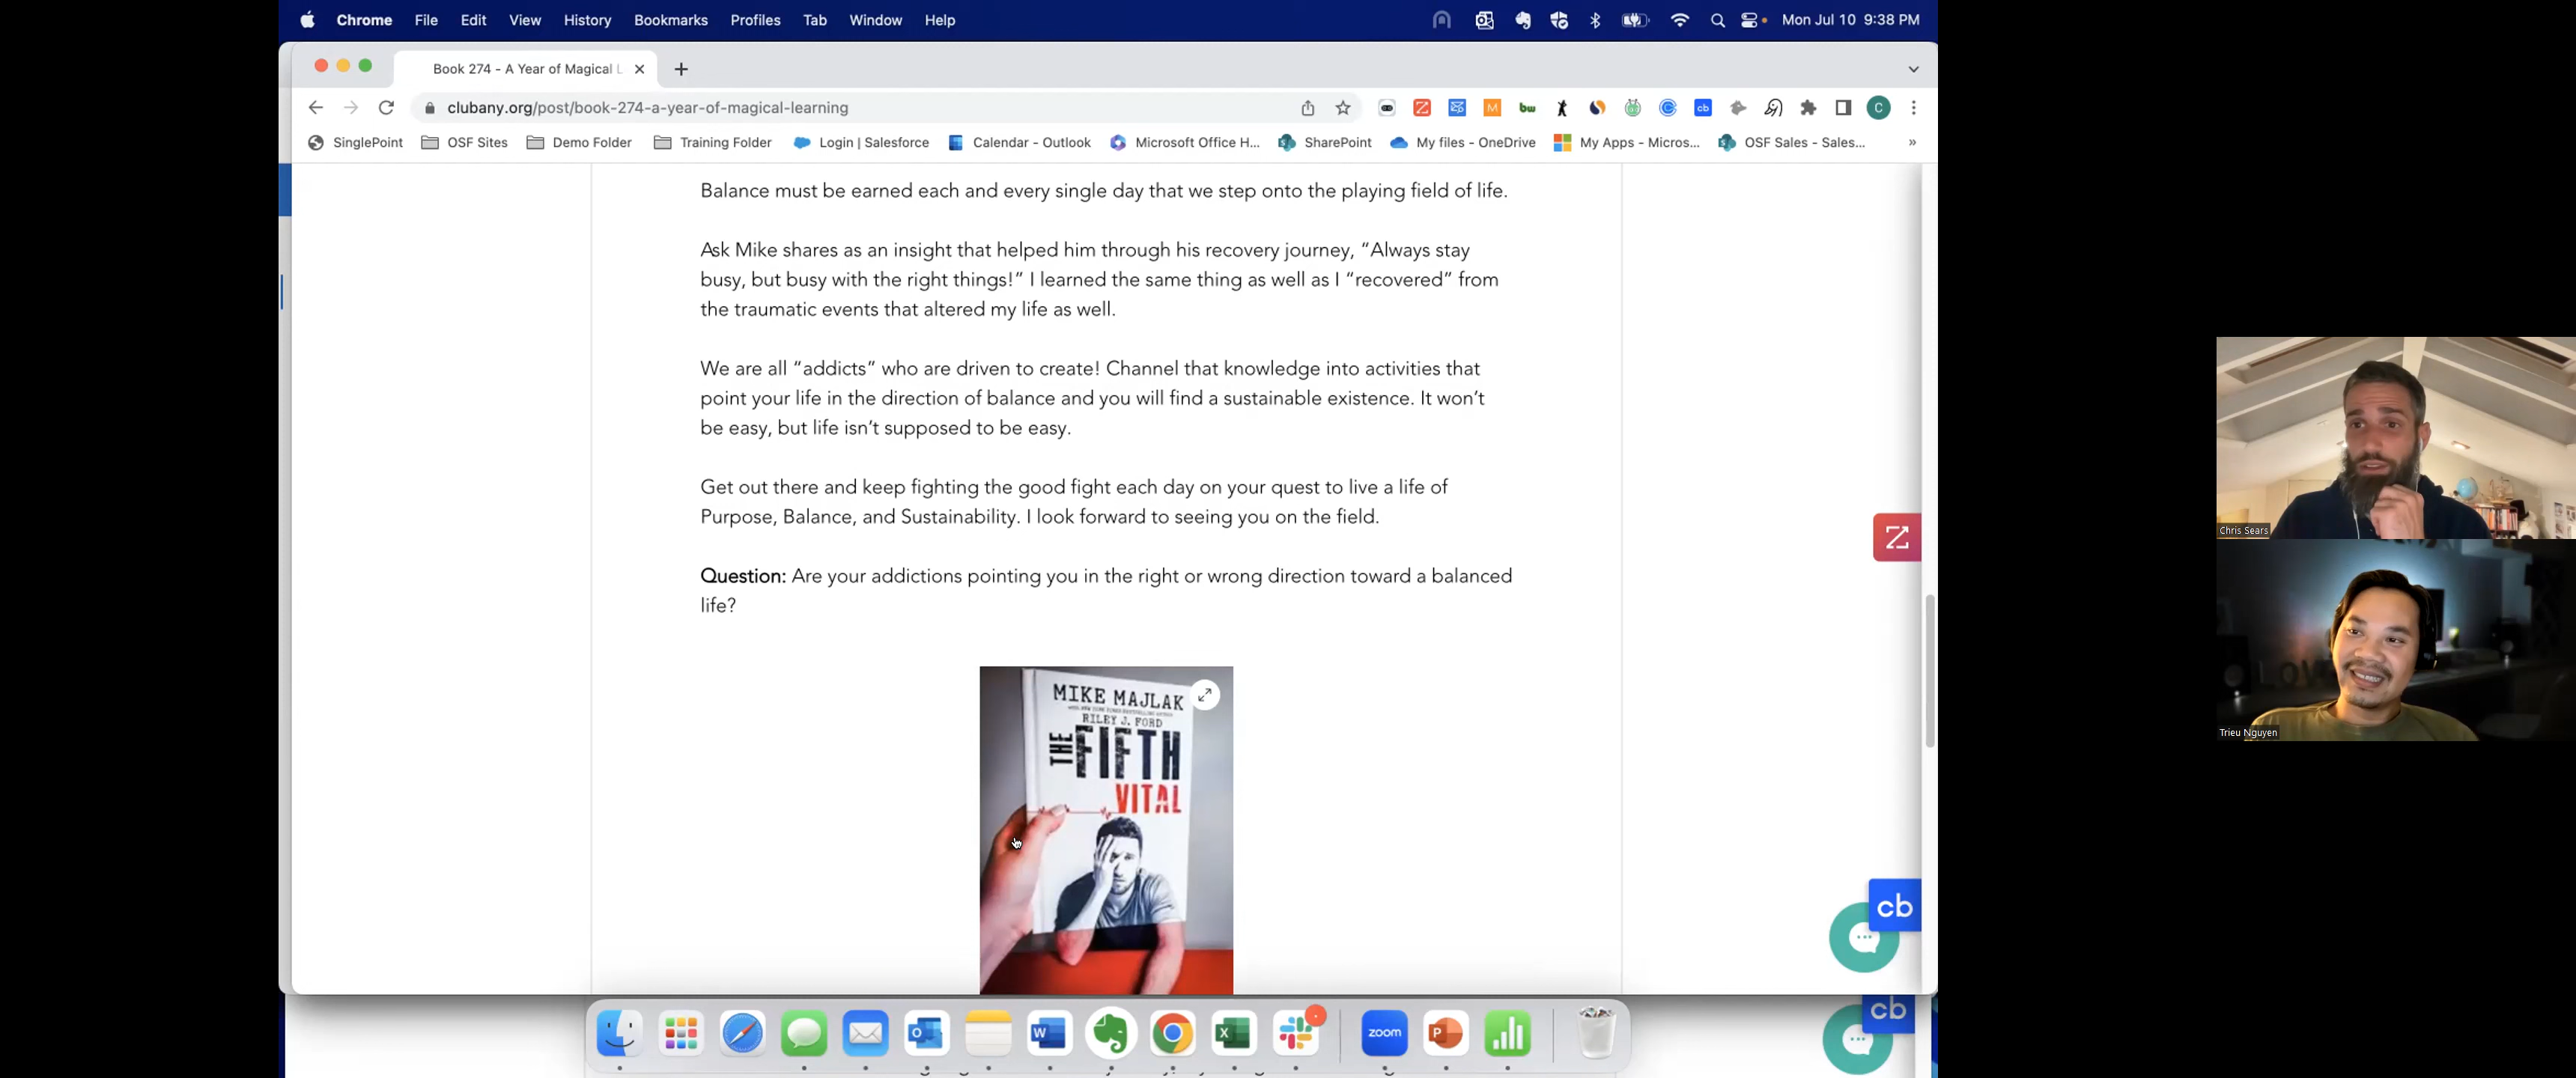 Chrome File Edit View History Bookmarks Profiles Tab Window Help
Mon Jul 10 9:38 PM
Book 274 - A Year of Magical L
clubany.org/post/book-274-a-year-of-magical-learning
SinglePoint OSF Sites Demo Folder Training Folder Login | Salesforce Calendar - Outlook Microsoft Office H... SharePoint My files - OneDrive My Apps - Micros... OSF Sales - Sales... »
Balance must be earned each and every single day that we step onto the playing field of life.
Ask Mike shares as an insight that helped him through his recovery journey, “Always stay
busy, but busy with the right things!” I learned the same thing as well as I “recovered” from
the traumatic events that altered my life as well.
We are all “addicts” who are driven to create! Channel that knowledge into activities that
point your life in the direction of balance and you will find a sustainable existence. It won’t
be easy, but life isn’t supposed to be easy.
Get out there and keep fighting the good fight each day on your quest to live a life of
Purpose, Balance, and Sustainability. I look forward to seeing you on the field.
Question: Are your addictions pointing you in the right or wrong direction toward a balanced
life?
MIKE MAJLAK
RILEY J. FORD
THE FIFTH
VITAL
cb
cb
zoom
Chris Sears
Trieu Nguyen